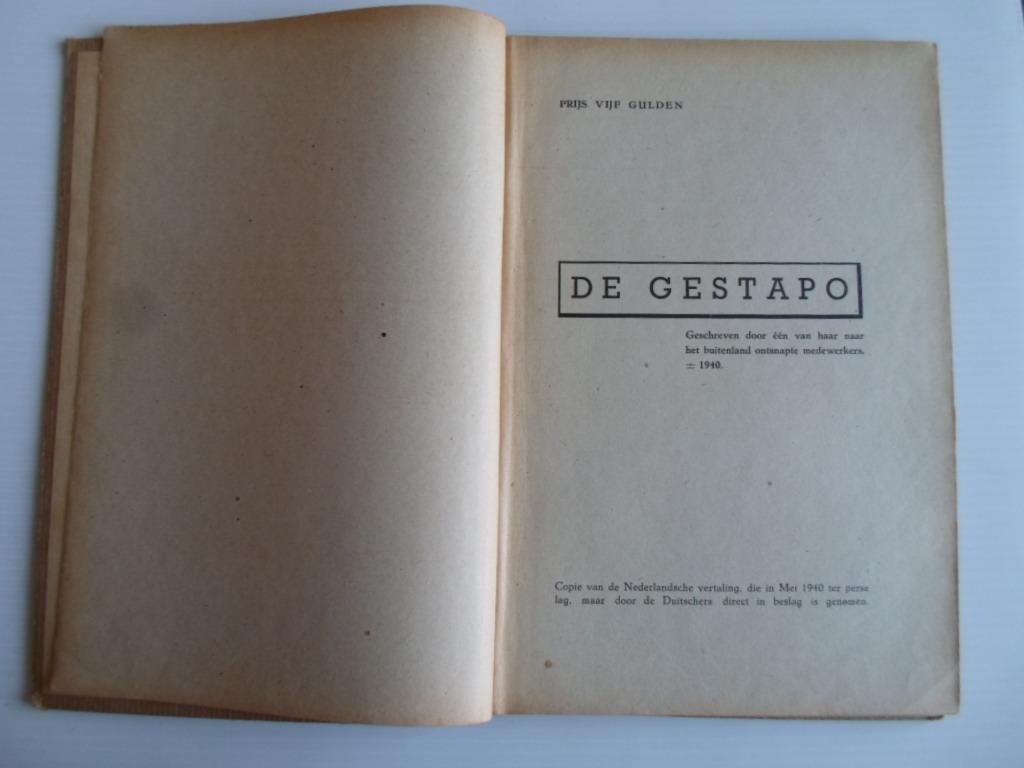 PRIJS VIJF GULDEN
DE GESTAPO
Geschreven door één van haar naar
het buitenland ontsnapte medewerkers.
± 1940.
Copie van de Nederlandsche vertaling, die in Mei 1940 ter perse
lag, maar door de Duitschers direct in beslag is genomen.